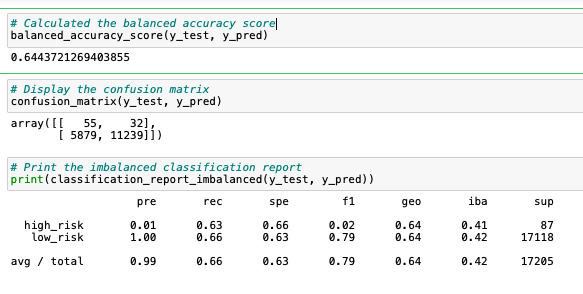 # Calculated the balanced accuracy score
balanced_accuracy_score(y_test, y_pred)
0.6443721269403855
# Display the confusion matrix
confusion_matrix(y_test, y_pred)
array([[   55,    32],
       [ 5879, 11239]])
# Print the imbalanced classification report
print(classification_report_imbalanced(y_test, y_pred))
pre rec spe f1 geo iba sup
high_risk 0.01 0.63 0.66 0.02 0.64 0.41 87
low_risk 1.00 0.66 0.63 0.79 0.64 0.42 17118
avg / total 0.99 0.66 0.63 0.79 0.64 0.42 17205